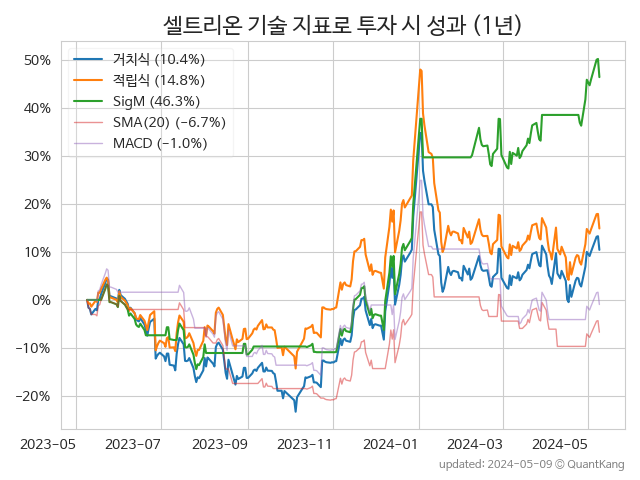 셀트리온 기술 지표로 투자 시 성과 (1년)
거치식 (10.4%)
적립식 (14.8%)
SigM (46.3%)
SMA(20) (−6.7%)
MACD (−1.0%)
50%
40%
30%
20%
10%
0%
−10%
−20%
2023-05 2023-07 2023-09 2023-11 2024-01 2024-03 2024-05
updated: 2024-05-09 © QuantKang